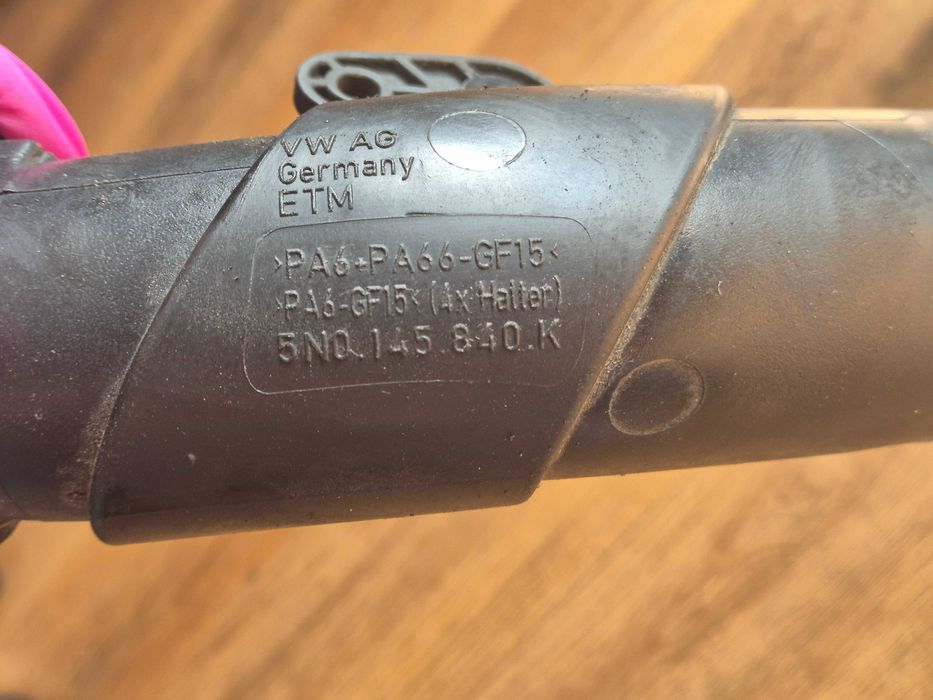 VW AG
Germany
ETM
>PA6+PA66-GF15<
>PA6-GF15< (4x Halter)
5N0.145.840.K